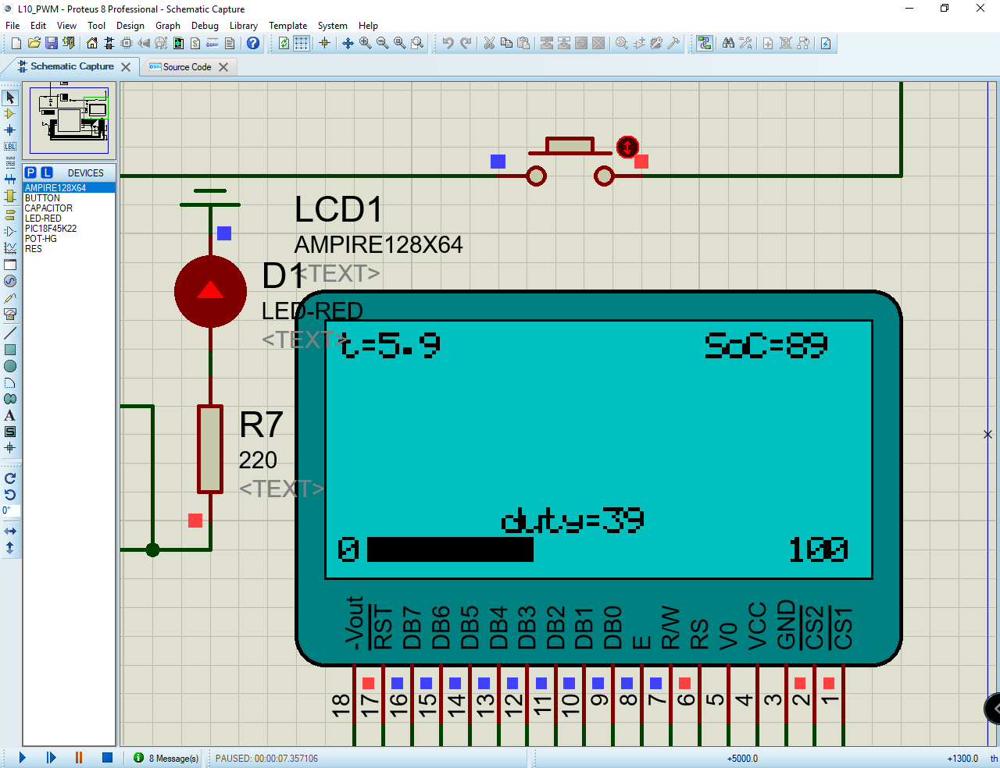 L10_PWM - Proteus 8 Professional - Schematic Capture
File Edit View Tool Design Graph Debug Library Template System Help
Schematic Capture
Source Code
P L DEVICES
AMPIRE128X64
BUTTON
CAPACITOR
LED-RED
PIC18F45K22
POT-HG
RES
LBL
A
S
0°
LCD1
AMPIRE128X64
<TEXT>
D1
LED-RED
<TEXT>
R7
220
<TEXT>
t=5.9 SoC=89
duty=39
0 100
-Vout RST DB7 DB6 DB5 DB4 DB3 DB2 DB1 DB0 E R/W RS V0 VCC GND CS2 CS1
18 17 16 15 14 13 12 11 10 9 8 7 6 5 4 3 2 1
8 Message(s) PAUSED: 00:00:07.357106 +5000.0 +1300.0 th